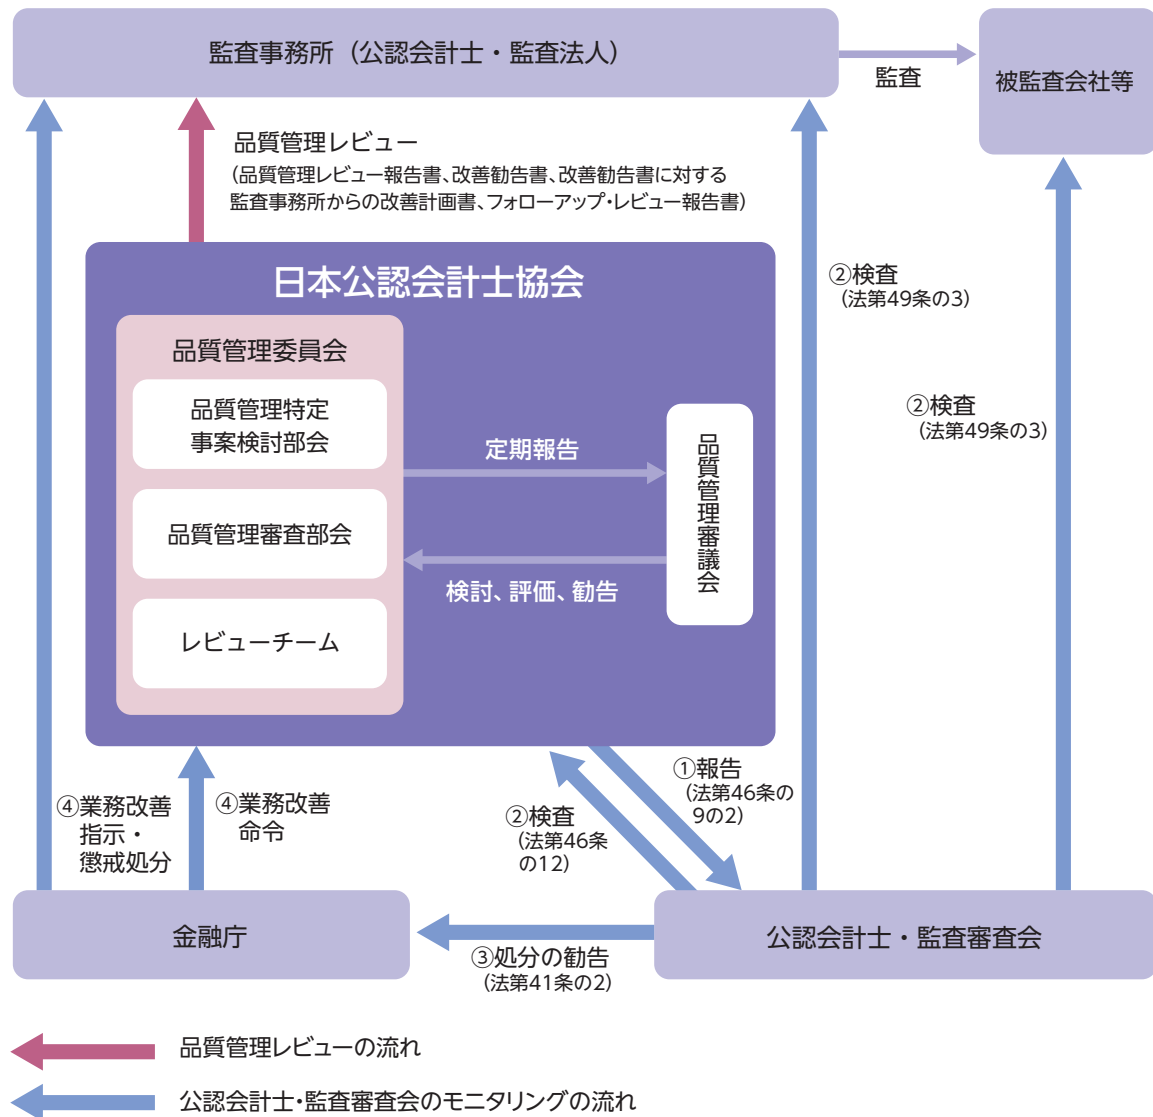 監査事務所（公認会計士・監査法人）
監査
被監査会社等
品質管理レビュー
（品質管理レビュー報告書、改善勧告書、改善勧告書に対する
監査事務所からの改善計画書、フォローアップ・レビュー報告書）
日本公認会計士協会
品質管理委員会
品質管理特定
事案検討部会
品質管理審査部会
レビューチーム
定期報告
検討、評価、勧告
品質管理審議会
②検査
（法第49条の3）
②検査
（法第49条の3）
④業務改善
指示・
懲戒処分
④業務改善
命令
②検査
（法第46条
の12）
①報告
（法第46条の
9の2）
金融庁
③処分の勧告
（法第41条の2）
公認会計士・監査審査会
品質管理レビューの流れ
公認会計士・監査審査会のモニタリングの流れ